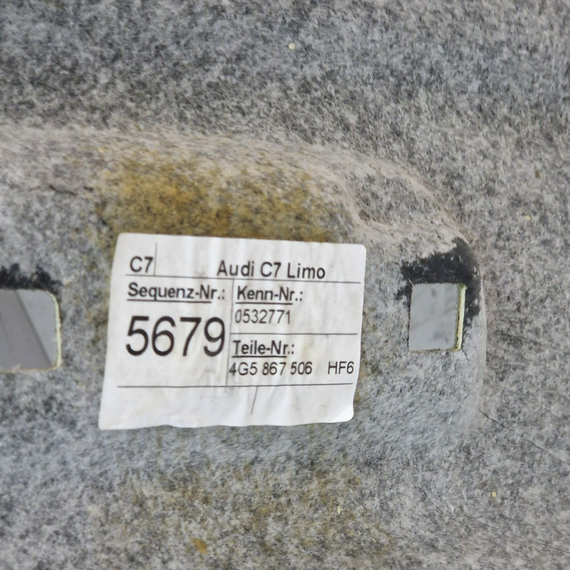 C7 Audi C7 Limo
Sequenz-Nr.: Kenn-Nr.:
0532771
5679
Teile-Nr.:
4G5 867 506 HF6